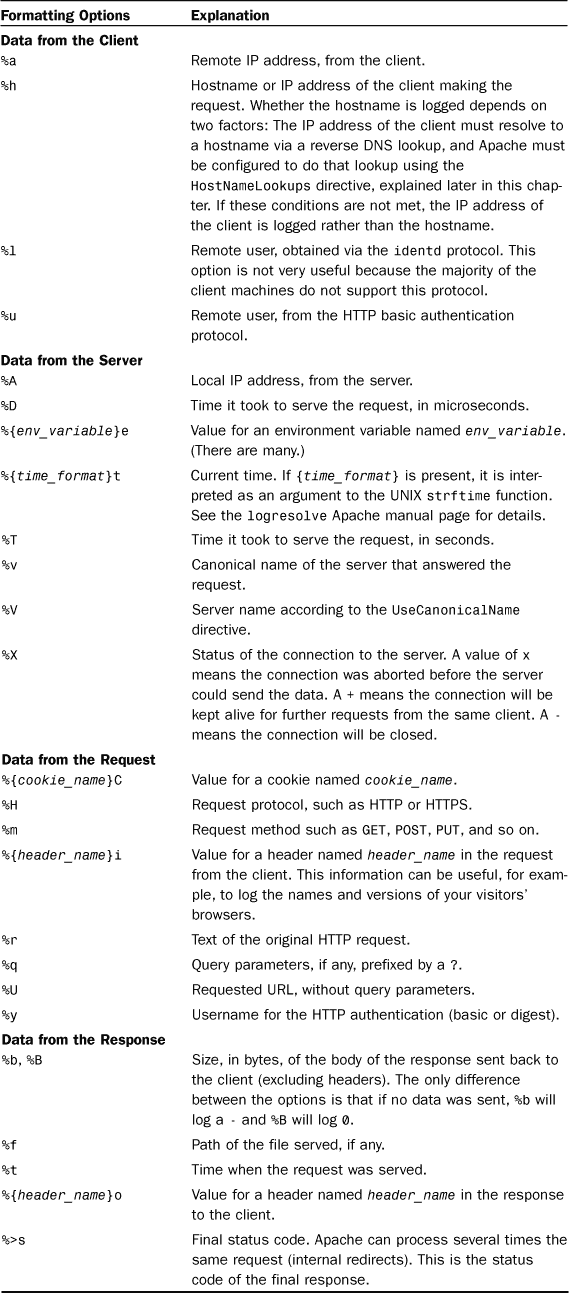 Formatting Options Explanation
Data from the Client
%a Remote IP address, from the client.
%h Hostname or IP address of the client making the
request. Whether the hostname is logged depends on
two factors: The IP address of the client must resolve to
a hostname via a reverse DNS lookup, and Apache must
be configured to do that lookup using the
HostNameLookups directive, explained later in this chap-
ter. If these conditions are not met, the IP address of
the client is logged rather than the hostname.
%l Remote user, obtained via the identd protocol. This
option is not very useful because the majority of the
client machines do not support this protocol.
%u Remote user, from the HTTP basic authentication
protocol.
Data from the Server
%A Local IP address, from the server.
%D Time it took to serve the request, in microseconds.
%{env_variable}e Value for an environment variable named env_variable.
(There are many.)
%{time_format}t Current time. If {time_format} is present, it is inter-
preted as an argument to the UNIX strftime function.
See the logresolve Apache manual page for details.
%T Time it took to serve the request, in seconds.
%v Canonical name of the server that answered the
request.
%V Server name according to the UseCanonicalName
directive.
%X Status of the connection to the server. A value of x
means the connection was aborted before the server
could send the data. A + means the connection will be
kept alive for further requests from the same client. A -
means the connection will be closed.
Data from the Request
%{cookie_name}C Value for a cookie named cookie_name.
%H Request protocol, such as HTTP or HTTPS.
%m Request method such as GET, POST, PUT, and so on.
%{header_name}i Value for a header named header_name in the request
from the client. This information can be useful, for exam-
ple, to log the names and versions of your visitors'
browsers.
%r Text of the original HTTP request.
%q Query parameters, if any, prefixed by a ?.
%U Requested URL, without query parameters.
%y Username for the HTTP authentication (basic or digest).
Data from the Response
%b, %B Size, in bytes, of the body of the response sent back to
the client (excluding headers). The only difference
between the options is that if no data was sent, %b will
log a - and %B will log 0.
%f Path of the file served, if any.
%t Time when the request was served.
%{header_name}o Value for a header named header_name in the response
to the client.
%>s Final status code. Apache can process several times the
same request (internal redirects). This is the status
code of the final response.